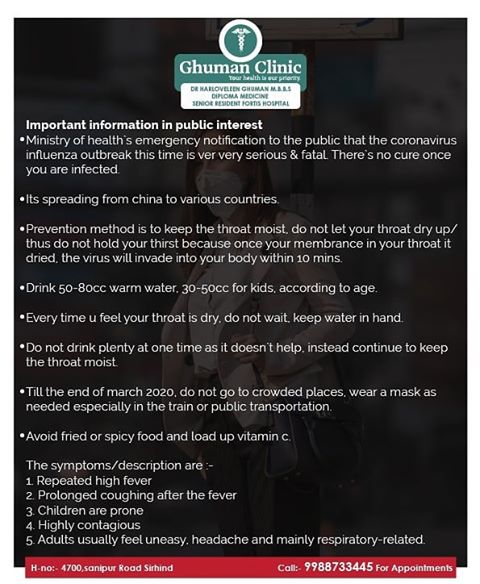 Ghuman Clinic
Your health is our priority.
DR HARLOVELEEN GHUMAN M.B.B.S
DIPLOMA MEDICINE
SENIOR RESIDENT FORTIS HOSPITAL
Important information in public interest
•Ministry of health's emergency notification to the public that the coronavirus
influenza outbreak this time is ver very serious & fatal. There's no cure once
you are infected.
•Its spreading from china to various countries.
•Prevention method is to keep the throat moist, do not let your throat dry up/
thus do not hold your thirst because once your membrance in your throat it
dried, the virus will invade into your body within 10 mins.
•Drink 50-80cc warm water, 30-50cc for kids, according to age.
•Every time u feel your throat is dry, do not wait, keep water in hand.
•Do not drink plenty at one time as it doesn't help, instead continue to keep
the throat moist.
•Till the end of march 2020, do not go to crowded places, wear a mask as
needed especially in the train or public transportation.
•Avoid fried or spicy food and load up vitamin c.
The symptoms/description are :-
1. Repeated high fever
2. Prolonged coughing after the fever
3. Children are prone
4. Highly contagious
5. Adults usually feel uneasy, headache and mainly respiratory-related.
H-no:- 4700,sanipur Road Sirhind
Call:- 9988733445 For Appointments